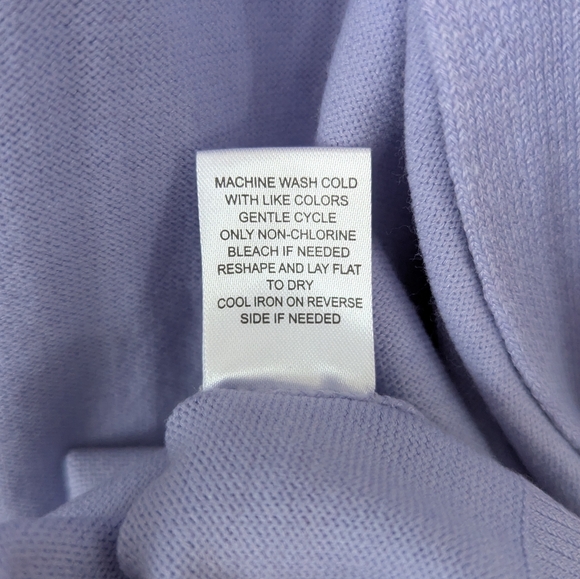 MACHINE WASH COLD
WITH LIKE COLORS
GENTLE CYCLE
ONLY NON-CHLORINE
BLEACH IF NEEDED
RESHAPE AND LAY FLAT
TO DRY
COOL IRON ON REVERSE
SIDE IF NEEDED